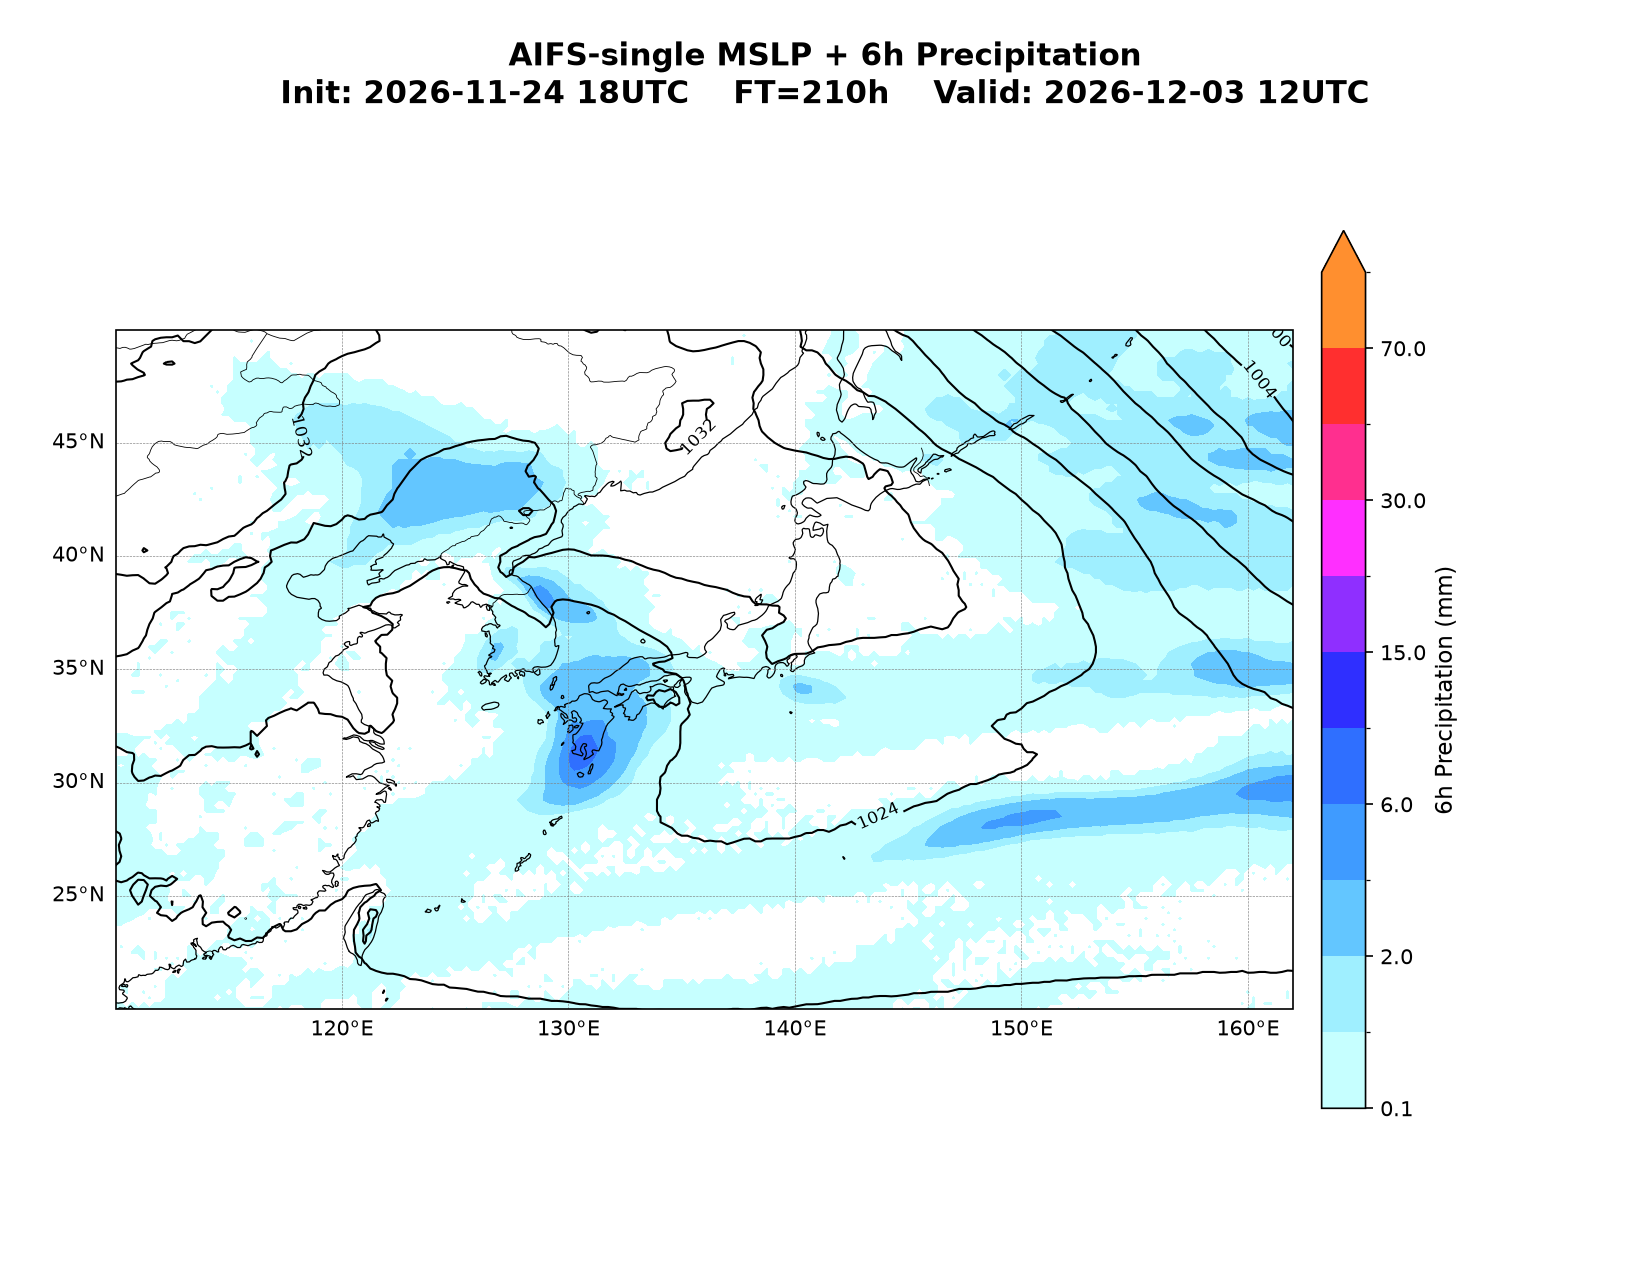 AIFS-single MSLP + 6h Precipitation
Init: 2026-11-24 18UTC    FT=210h    Valid: 2026-12-03 12UTC
1004
1032
1032
1024
45°N
40°N
35°N
30°N
25°N
120°E
130°E
140°E
150°E
160°E
70.0
30.0
15.0
6.0
2.0
0.1
6h Precipitation (mm)